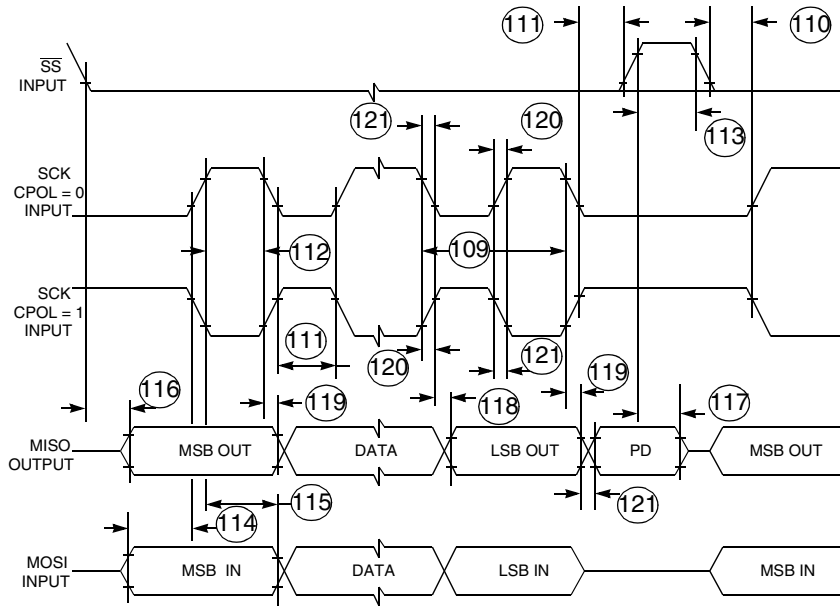 111
110
SS
INPUT
121
120
113
SCK
CPOL = 0
INPUT
112
109
SCK
CPOL = 1
INPUT
111
120
121
116
119
118
119
117
MISO
OUTPUT
MSB OUT
DATA
LSB OUT
PD
MSB OUT
115
121
114
MOSI
INPUT
MSB IN
DATA
LSB IN
MSB IN